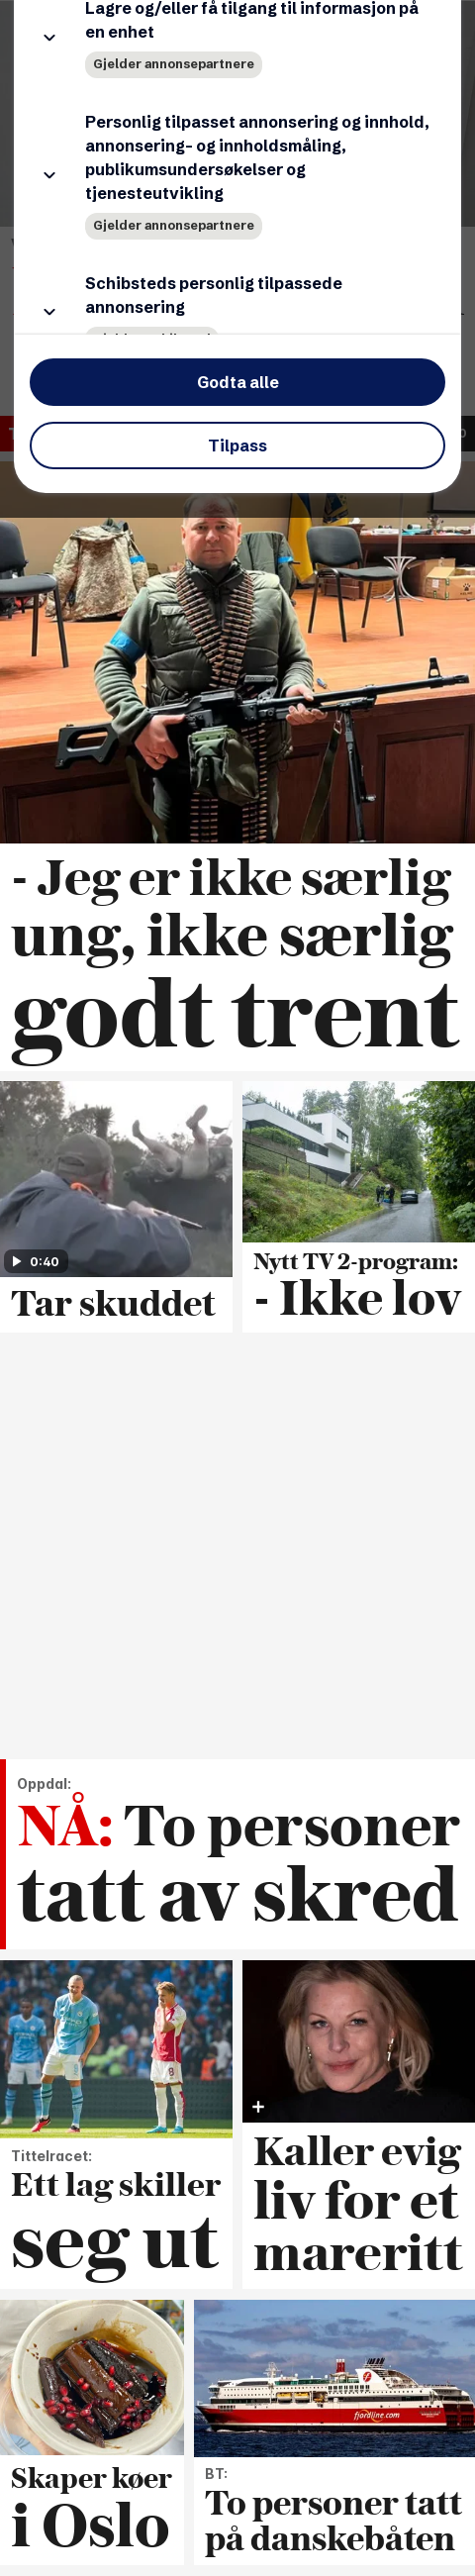 Lagre og/eller få tilgang til informasjon på
en enhet
Gjelder annonsepartnere
Personlig tilpasset annonsering og innhold,
annonsering- og innholdsmåling,
publikumsundersøkelser og
tjenesteutvikling
Gjelder annonsepartnere
Schibsteds personlig tilpassede
annonsering
Godta alle
Tilpass
- Jeg er ikke særlig
ung, ikke særlig
godt trent
0:40
Tar skuddet
Nytt TV 2-program:
- Ikke lov
Oppdal:
NÅ: To personer
tatt av skred
8
Tittelracet:
Ett lag skiller
seg ut
Kaller evig
liv for et
mareritt
fjordline.com
Skaper køer
i Oslo
BT:
To personer tatt
på danskebåten